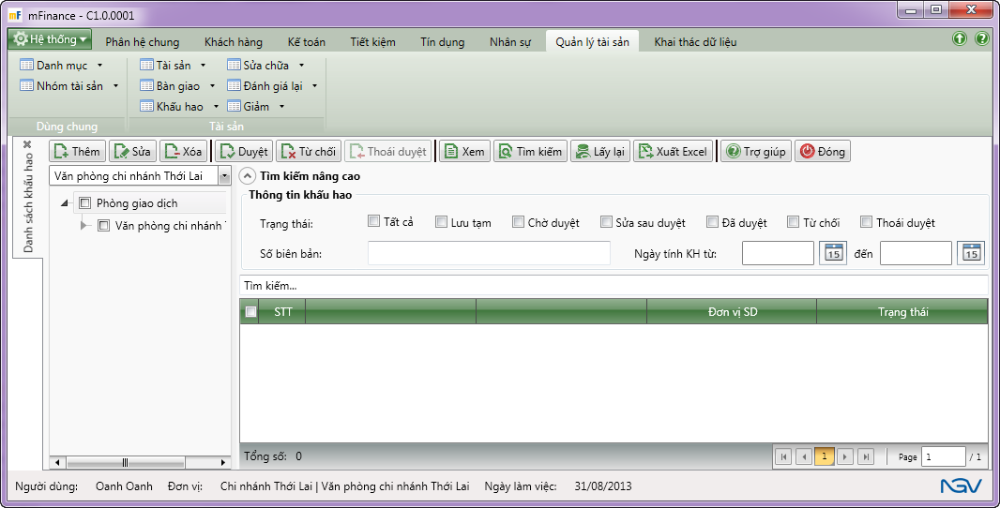 mF mFinance - C1.0.0001
Hệ thống Phân hệ chung Khách hàng Kế toán Tiết kiệm Tín dụng Nhân sự Quản lý tài sản Khai thác dữ liệu
Danh mục Tài sản Sửa chữa
Nhóm tài sản Bàn giao Đánh giá lại
Khấu hao Giảm
Dùng chung Tài sản
Danh sách khấu hao
Thêm Sửa Xóa Duyệt Từ chối Thoái duyệt Xem Tìm kiếm Lấy lại Xuất Excel Trợ giúp Đóng
Văn phòng chi nhánh Thới Lai
Phòng giao dịch
Văn phòng chi nhánh
Tìm kiếm nâng cao
Thông tin khấu hao
Trạng thái: Tất cả Lưu tạm Chờ duyệt Sửa sau duyệt Đã duyệt Từ chối Thoái duyệt
Số biên bản: Ngày tính KH từ: 15 đến 15
Tìm kiếm...
STT Đơn vị SD Trạng thái
Tổng số: 0 1 Page 1 / 1
Người dùng: Oanh Oanh Đơn vị: Chi nhánh Thới Lai | Văn phòng chi nhánh Thới Lai Ngày làm việc: 31/08/2013 NGV